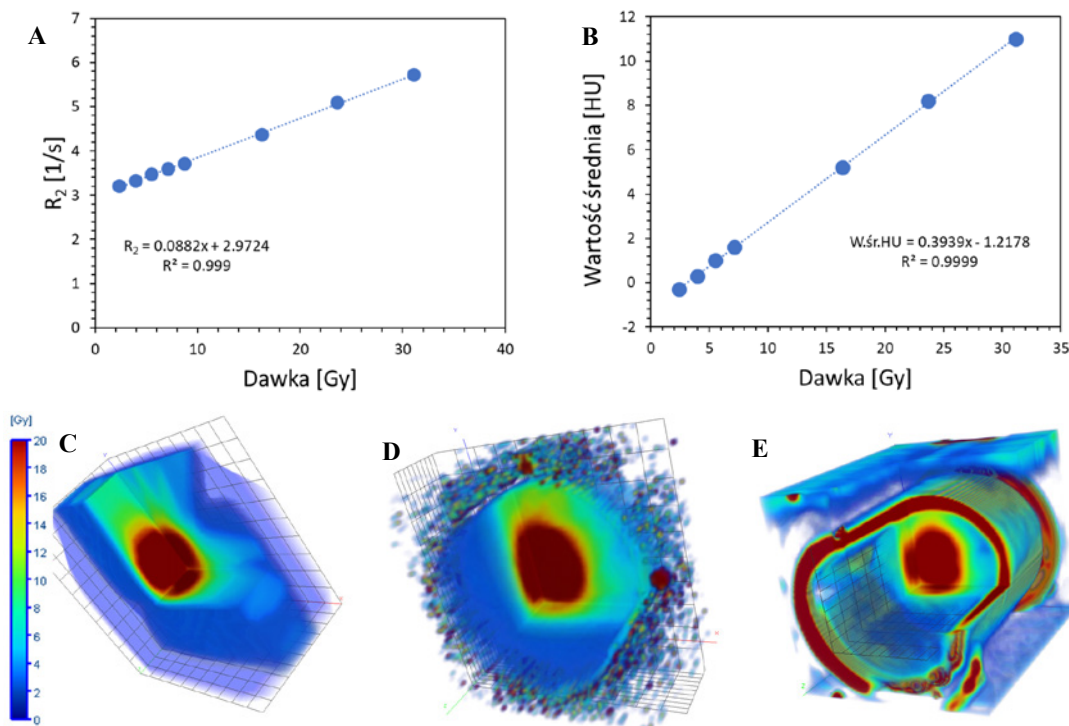 A
7
6
5
4
3
2
1
0
R₂ [1/s]
R₂ = 0.0882x + 2.9724
R² = 0.999
0 10 20 30 40
Dawka [Gy]
B
12
10
8
6
4
2
0
-2
Wartość średnia [HU]
W.śr.HU = 0.3939x - 1.2178
R² = 0.9999
0 5 10 15 20 25 30 35
Dawka [Gy]
[Gy]
20
18
16
14
12
10
8
6
4
2
0
C
D
E